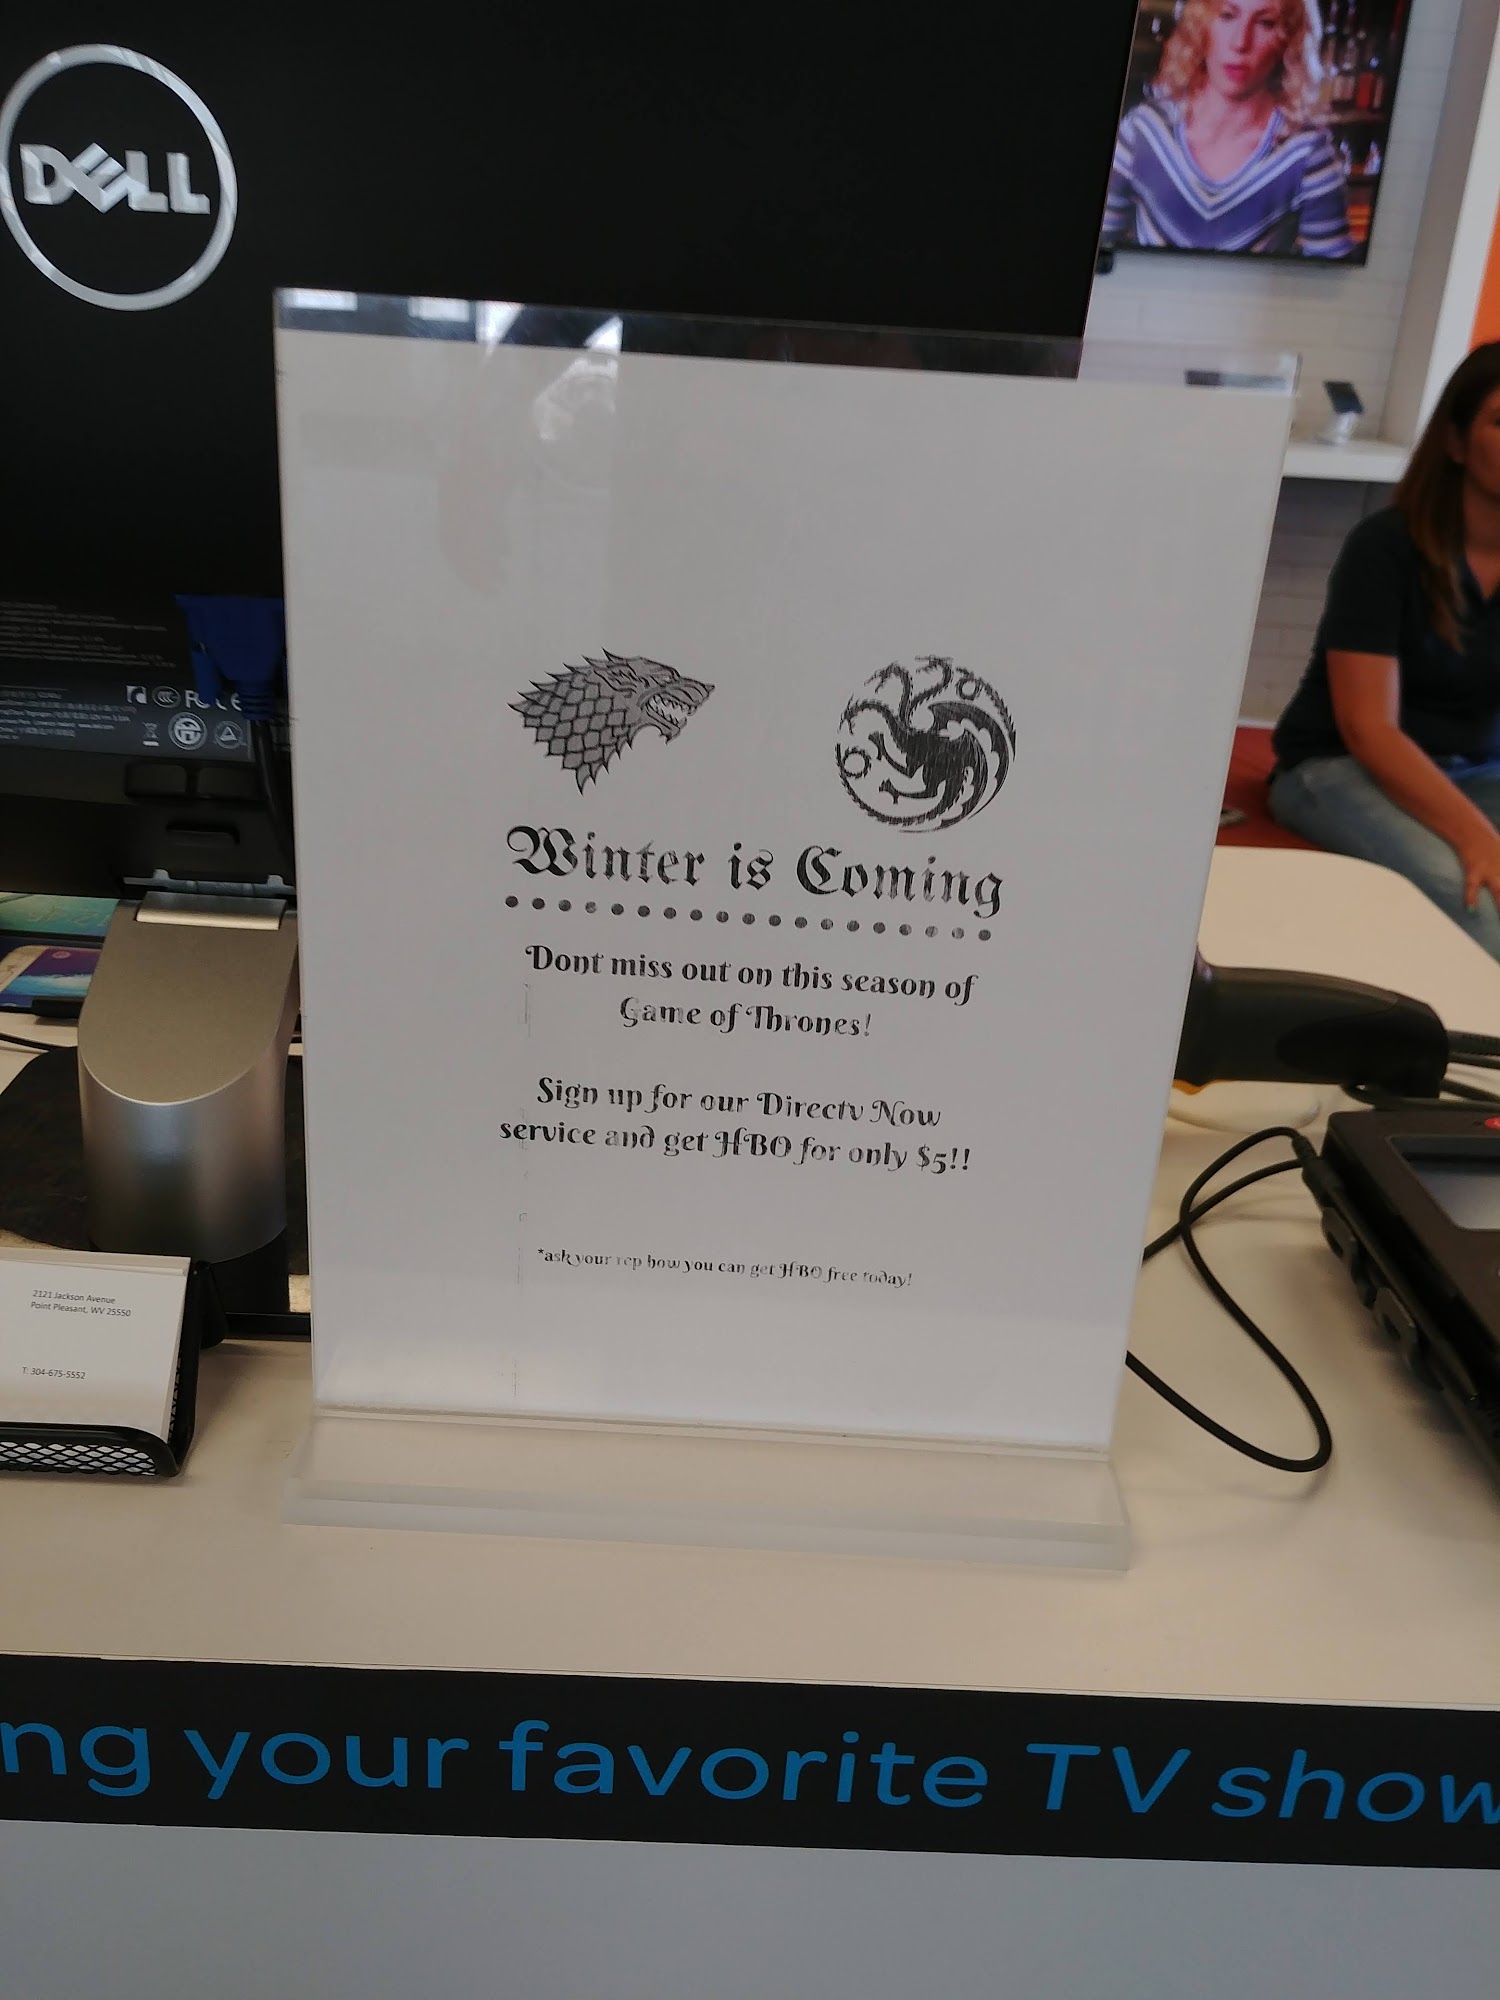 DELL
Winter is Coming
Dont miss out on this season of
Game of Thrones!
Sign up for our Directv Now
service and get HBO for only $5!!
*ask your rep how you can get HBO free today!
2121 Jackson Avenue
Point Pleasant, WV 25550
T: 304-675-5552
ng your favorite TV show